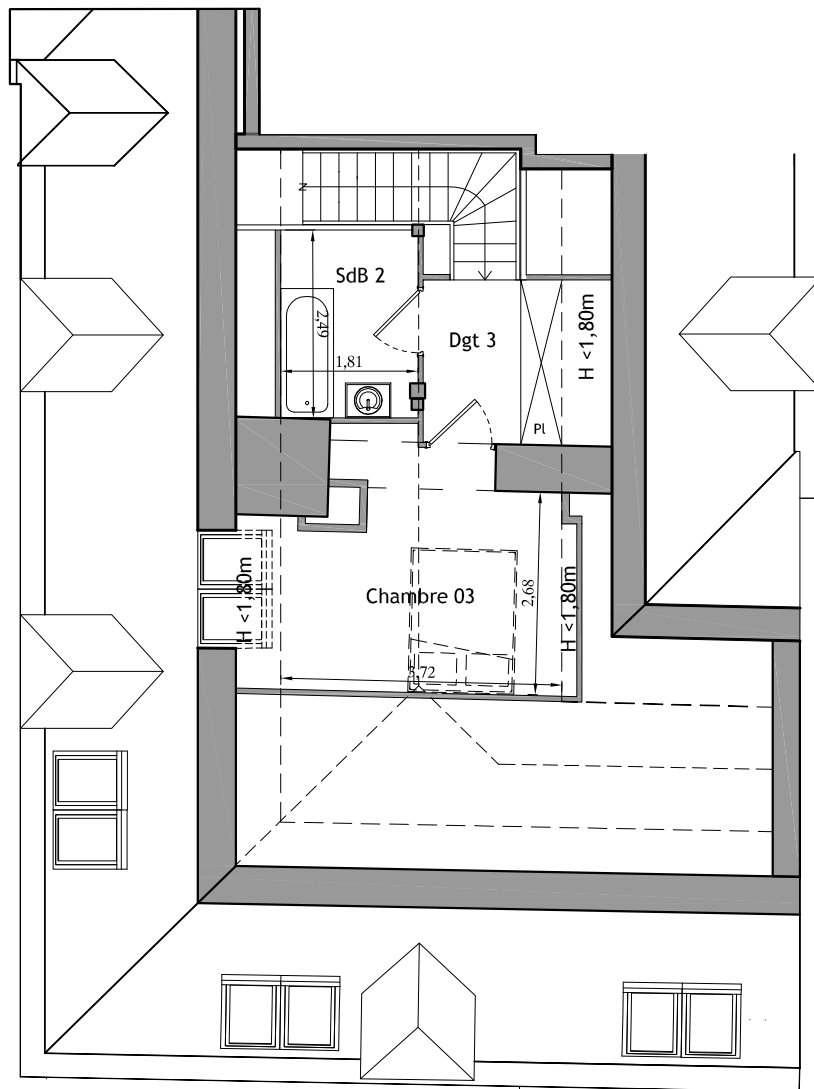 N
SdB 2
2,49
1,81
Dgt 3
H <1,80m
Pl
Chambre 03
H <1,80m
2,68
H <1,80m
3,72